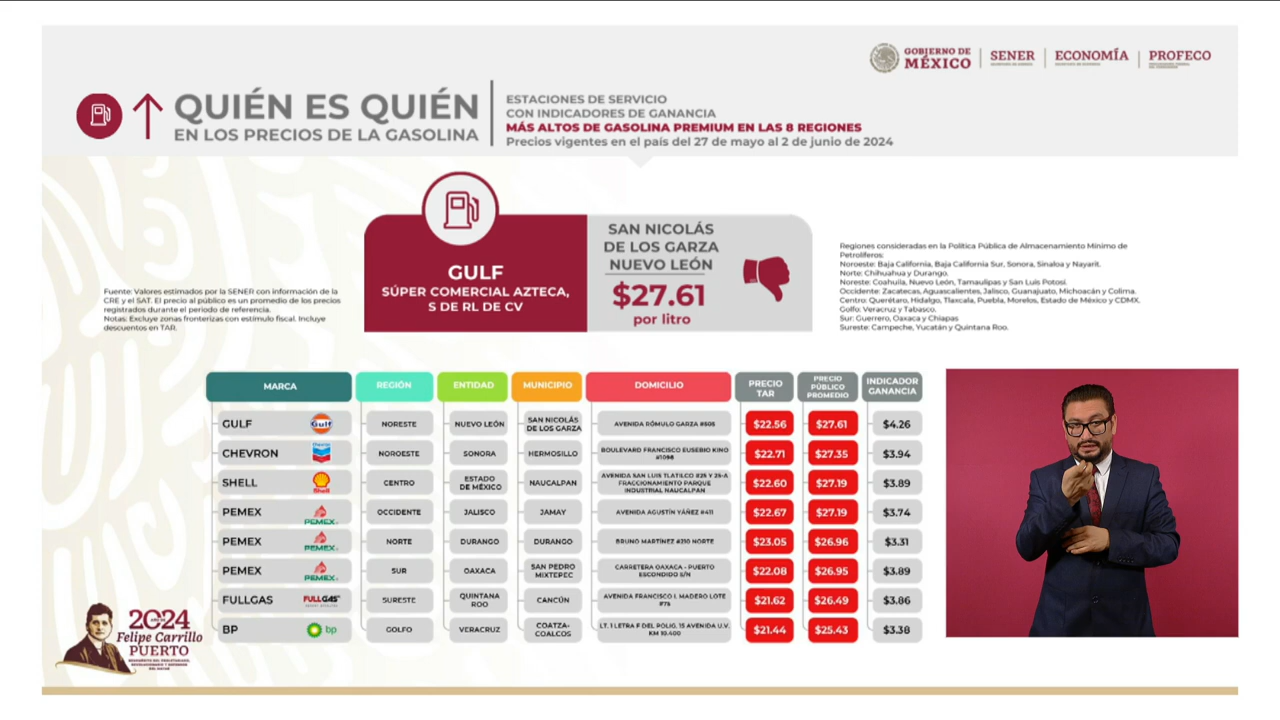 GOBIERNO DE
MÉXICO
SENER
ECONOMÍA
PROFECO
QUIÉN ES QUIÉN
EN LOS PRECIOS DE LA GASOLINA
ESTACIONES DE SERVICIO
CON INDICADORES DE GANANCIA
MÁS ALTOS DE GASOLINA PREMIUM EN LAS 8 REGIONES
Precios vigentes en el país del 27 de mayo al 2 de junio de 2024
GULF
SÚPER COMERCIAL AZTECA,
S DE RL DE CV
SAN NICOLÁS
DE LOS GARZA
NUEVO LEÓN
$27.61
por litro
Fuente: Valores estimados por la SENER con información de la
CRE y el SAT. El precio al público es un promedio de los precios
registrados durante el periodo de referencia.
Notas: Excluye zonas fronterizas con estímulo fiscal. Incluye
descuentos en TAR.
Regiones consideradas en la Política Pública de Almacenamiento Mínimo de
Petrolíferos:
Noroeste: Baja California, Baja California Sur, Sonora, Sinaloa y Nayarit.
Norte: Chihuahua y Durango.
Noreste: Coahuila, Nuevo León, Tamaulipas y San Luis Potosí.
Occidente: Zacatecas, Aguascalientes, Jalisco, Guanajuato, Michoacán y Colima.
Centro: Querétaro, Hidalgo, Tlaxcala, Puebla, Morelos, Estado de México y CDMX.
Golfo: Veracruz y Tabasco.
Sur: Guerrero, Oaxaca y Chiapas
Sureste: Campeche, Yucatán y Quintana Roo.
MARCA REGIÓN ENTIDAD MUNICIPIO DOMICILIO PRECIO TAR PRECIO PÚBLICO PROMEDIO INDICADOR GANANCIA
GULF Gulf NORESTE NUEVO LEÓN SAN NICOLÁS DE LOS GARZA AVENIDA RÓMULO GARZA #505 $22.56 $27.61 $4.26
CHEVRON Chevron NOROESTE SONORA HERMOSILLO BOULEVARD FRANCISCO EUSEBIO KINO #1098 $22.71 $27.35 $3.94
SHELL Shell CENTRO ESTADO DE MÉXICO NAUCALPAN AVENIDA SAN LUIS TLATILCO #25 Y 25-A FRACCIONAMIENTO PARQUE INDUSTRIAL NAUCALPAN $22.60 $27.19 $3.89
PEMEX PEMEX OCCIDENTE JALISCO JAMAY AVENIDA AGUSTÍN YÁÑEZ #411 $22.67 $27.19 $3.74
PEMEX PEMEX NORTE DURANGO DURANGO BRUNO MARTÍNEZ #210 NORTE $23.05 $26.96 $3.31
PEMEX PEMEX SUR OAXACA SAN PEDRO MIXTEPEC CARRETERA OAXACA - PUERTO ESCONDIDO S/N $22.08 $26.95 $3.89
FULLGAS FULLGAS SURESTE QUINTANA ROO CANCÚN AVENIDA FRANCISCO I. MADERO LOTE #75 $21.62 $26.49 $3.86
BP bp GOLFO VERACRUZ COATZA-COALCOS LT. 1 LETRA F DEL POLIG. 15 AVENIDA U.V. KM 10.400 $21.44 $25.43 $3.38
2024
Felipe Carrillo
PUERTO